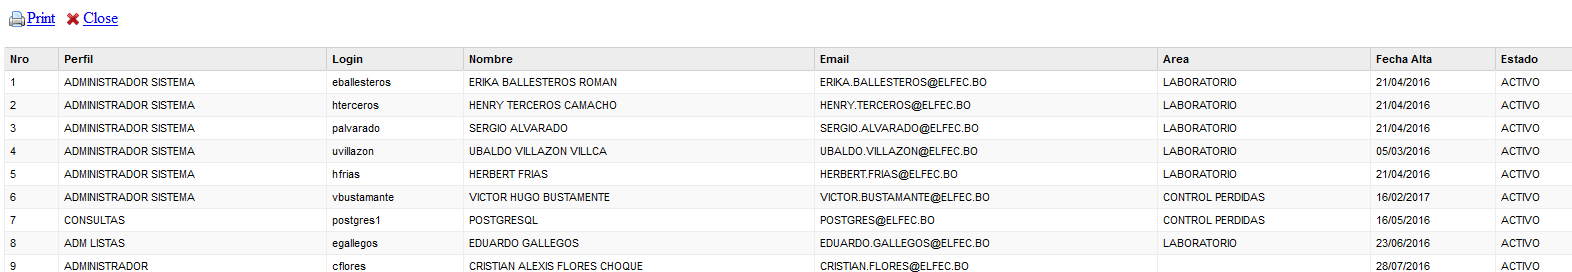 Print Close
Nro Perfil Login Nombre Email Area Fecha Alta Estado
1 ADMINISTRADOR SISTEMA eballesteros ERIKA BALLESTEROS ROMAN ERIKA.BALLESTEROS@ELFEC.BO LABORATORIO 21/04/2016 ACTIVO
2 ADMINISTRADOR SISTEMA hterceros HENRY TERCEROS CAMACHO HENRY.TERCEROS@ELFEC.BO LABORATORIO 21/04/2016 ACTIVO
3 ADMINISTRADOR SISTEMA palvarado SERGIO ALVARADO SERGIO.ALVARADO@ELFEC.BO LABORATORIO 21/04/2016 ACTIVO
4 ADMINISTRADOR SISTEMA uvillazon UBALDO VILLAZON VILLCA UBALDO.VILLAZON@ELFEC.BO LABORATORIO 05/03/2016 ACTIVO
5 ADMINISTRADOR SISTEMA hfrias HERBERT FRIAS HERBERT.FRIAS@ELFEC.BO LABORATORIO 21/04/2016 ACTIVO
6 ADMINISTRADOR SISTEMA vbustamante VICTOR HUGO BUSTAMENTE VICTOR.BUSTAMANTE@ELFEC.BO CONTROL PERDIDAS 16/02/2017 ACTIVO
7 CONSULTAS postgres1 POSTGRESQL POSTGRES@ELFEC.BO CONTROL PERDIDAS 16/05/2016 ACTIVO
8 ADM LISTAS egallegos EDUARDO GALLEGOS EDUARDO.GALLEGOS@ELFEC.BO LABORATORIO 23/06/2016 ACTIVO
9 ADMINISTRADOR cflores CRISTIAN ALEXIS FLORES CHOQUE CRISTIAN.FLORES@ELFEC.BO 28/07/2016 ACTIVO